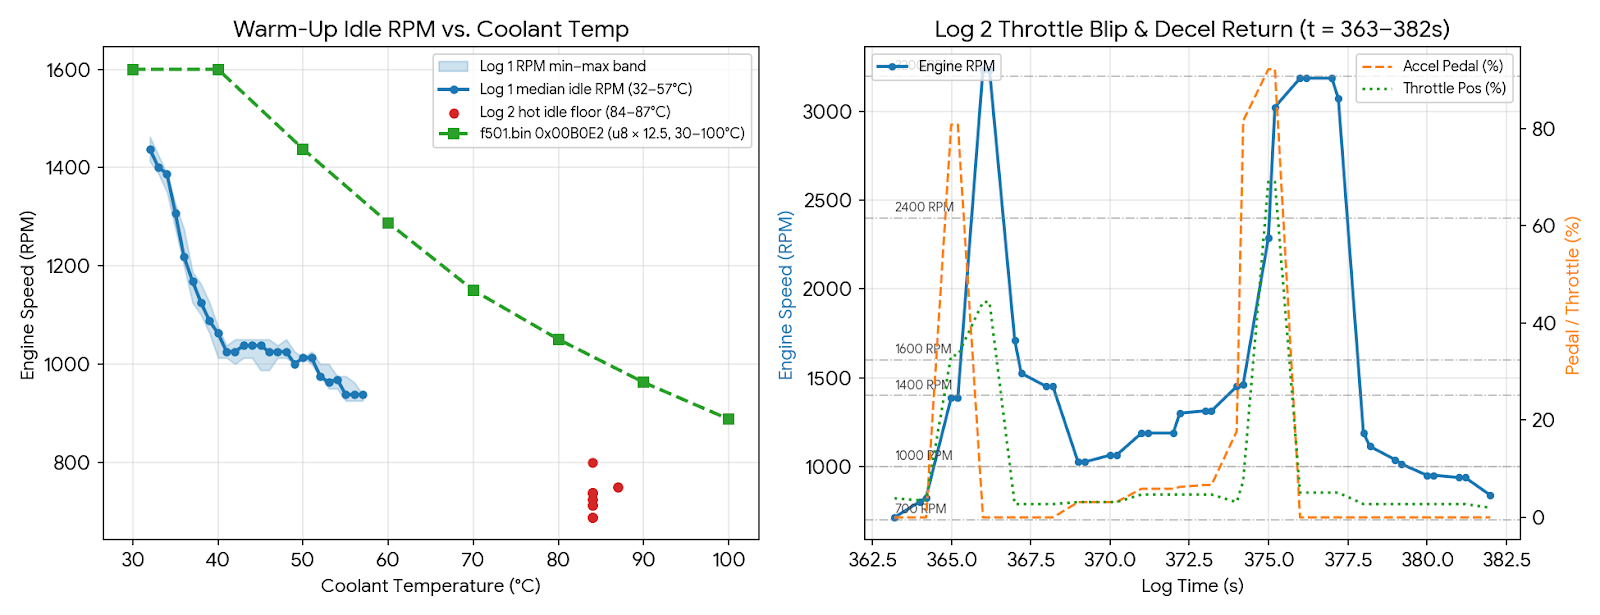 Warm-Up Idle RPM vs. Coolant Temp
Log 1 RPM min–max band
Log 1 median idle RPM (32–57°C)
Log 2 hot idle floor (84–87°C)
f501.bin 0x00B0E2 (u8 × 12.5, 30–100°C)
Engine Speed (RPM)
1600
1400
1200
1000
800
30 40 50 60 70 80 90 100
Coolant Temperature (°C)
Log 2 Throttle Blip & Decel Return (t = 363–382s)
Engine RPM
Accel Pedal (%)
Throttle Pos (%)
Engine Speed (RPM)
3000
2500
2000
1500
1000
2400 RPM
1600 RPM
1400 RPM
1000 RPM
700 RPM
80
60
40
20
0
Pedal / Throttle (%)
362.5 365.0 367.5 370.0 372.5 375.0 377.5 380.0 382.5
Log Time (s)